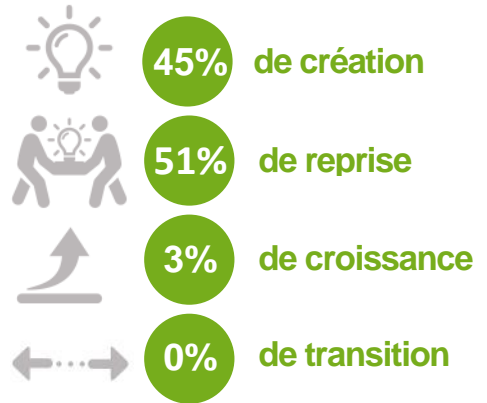 45% de création
51% de reprise
3% de croissance
0% de transition